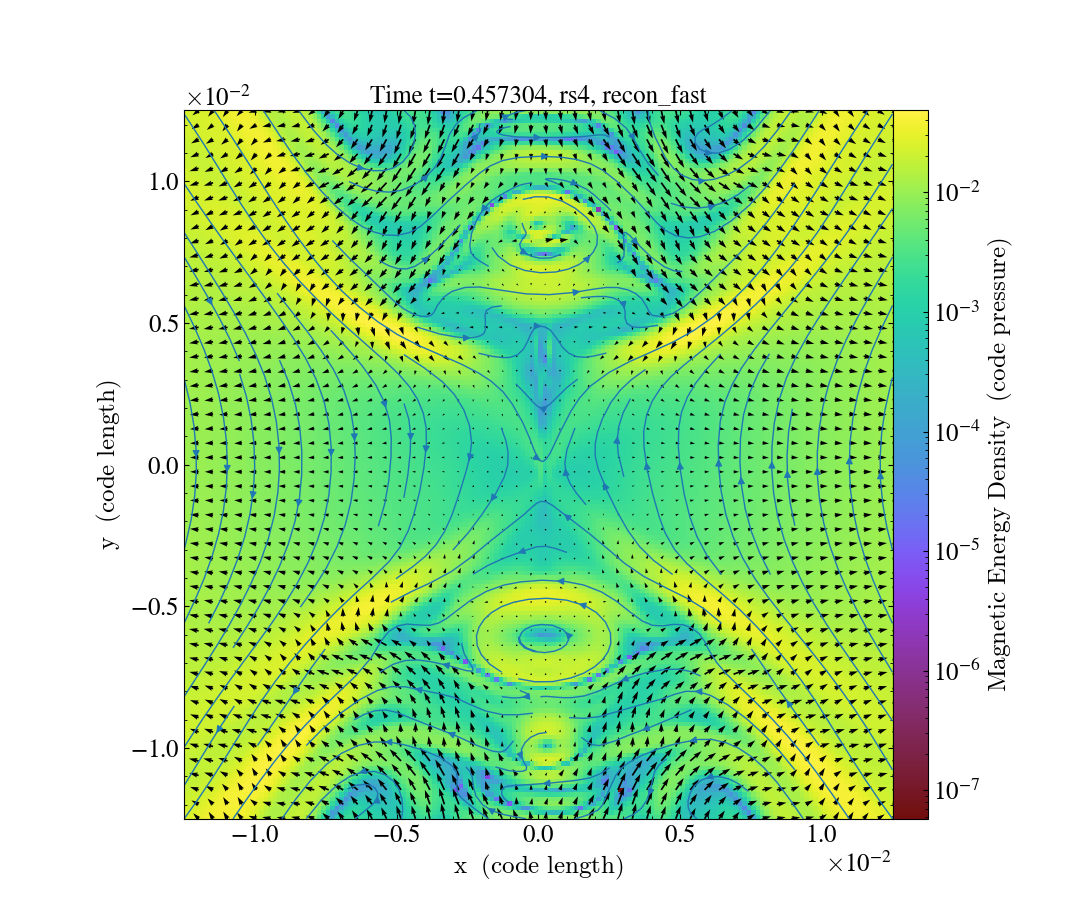 Time t=0.457304, rs4, recon_fast
×10⁻²
1.0
0.5
0.0
−0.5
−1.0
y (code length)
−1.0 −0.5 0.0 0.5 1.0
×10⁻²
x (code length)
10⁻²
10⁻³
10⁻⁴
10⁻⁵
10⁻⁶
10⁻⁷
Magnetic Energy Density (code pressure)